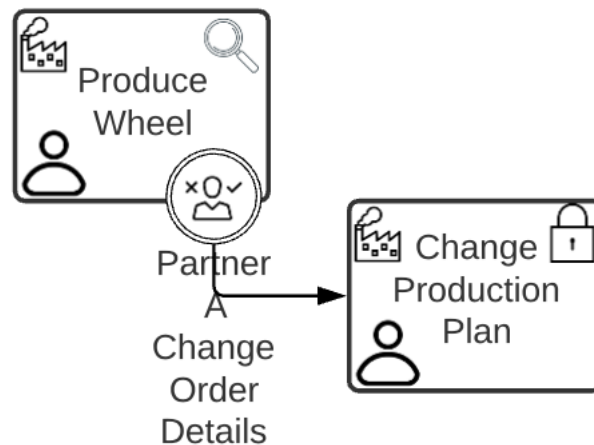 Produce
Wheel
Partner
A
Change
Order
Details
Change
Production
Plan